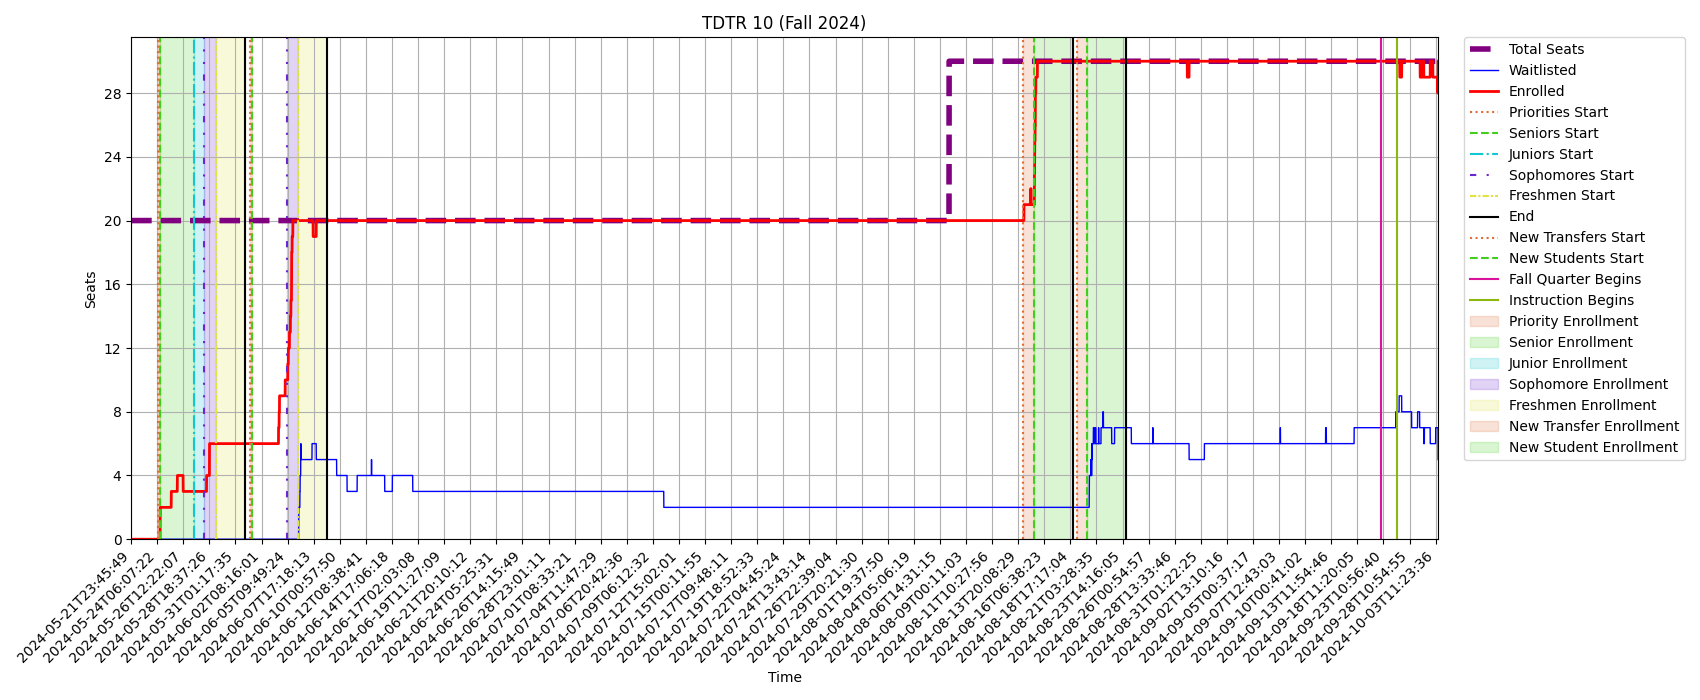 TDTR 10 (Fall 2024)
Seats
28
24
20
16
12
8
4
0
2024-05-21T23:45:49
2024-05-24T06:07:22
2024-05-26T12:22:07
2024-05-28T18:37:26
2024-05-31T01:17:35
2024-06-02T08:16:01
2024-06-05T09:49:24
2024-06-07T17:18:13
2024-06-10T00:57:50
2024-06-12T08:38:41
2024-06-14T17:06:18
2024-06-17T02:03:08
2024-06-19T11:27:09
2024-06-21T20:10:12
2024-06-24T05:25:31
2024-06-26T14:15:49
2024-06-28T23:01:11
2024-07-01T08:33:21
2024-07-04T11:47:29
2024-07-06T20:42:36
2024-07-09T06:12:32
2024-07-12T15:02:01
2024-07-15T00:11:55
2024-07-17T09:48:11
2024-07-19T18:52:33
2024-07-22T04:45:24
2024-07-24T13:43:14
2024-07-26T22:39:04
2024-07-29T20:21:30
2024-08-01T19:37:50
2024-08-04T05:06:19
2024-08-06T14:31:15
2024-08-09T00:11:03
2024-08-11T10:27:56
2024-08-13T20:08:29
2024-08-16T06:38:23
2024-08-18T17:17:04
2024-08-21T03:28:35
2024-08-23T14:16:05
2024-08-26T00:54:57
2024-08-28T13:33:46
2024-08-31T01:22:25
2024-09-02T13:10:16
2024-09-05T00:37:17
2024-09-07T12:43:03
2024-09-10T00:41:02
2024-09-13T11:54:46
2024-09-18T11:20:05
2024-09-23T10:56:40
2024-09-28T10:54:55
2024-10-03T11:23:36
Time
Total Seats
Waitlisted
Enrolled
Priorities Start
Seniors Start
Juniors Start
Sophomores Start
Freshmen Start
End
New Transfers Start
New Students Start
Fall Quarter Begins
Instruction Begins
Priority Enrollment
Senior Enrollment
Junior Enrollment
Sophomore Enrollment
Freshmen Enrollment
New Transfer Enrollment
New Student Enrollment